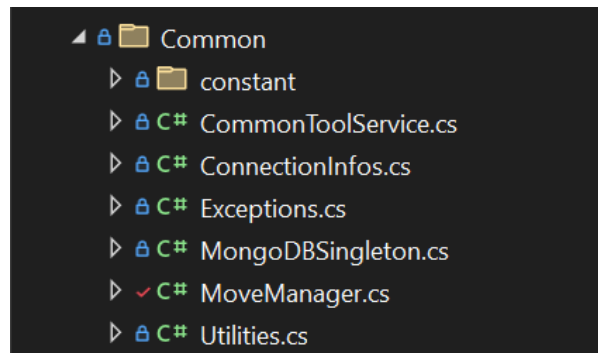 Common
constant
C# CommonToolService.cs
C# ConnectionInfos.cs
C# Exceptions.cs
C# MongoDBSingleton.cs
C# MoveManager.cs
C# Utilities.cs